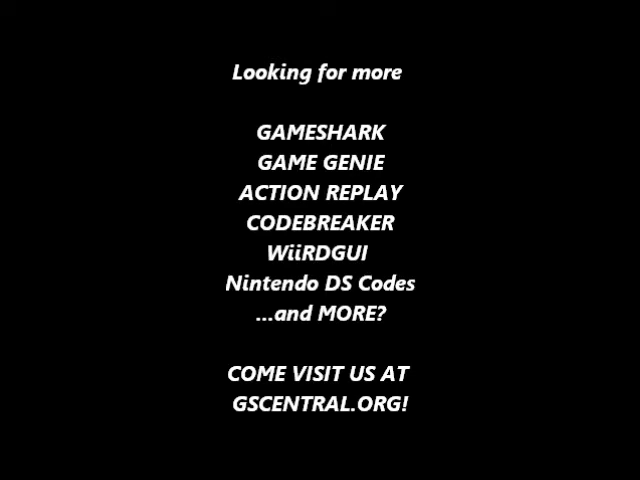 Looking for more
GAMESHARK
GAME GENIE
ACTION REPLAY
CODEBREAKER
WiiRDGUI
Nintendo DS Codes
...and MORE?
COME VISIT US AT
GSCENTRAL.ORG!